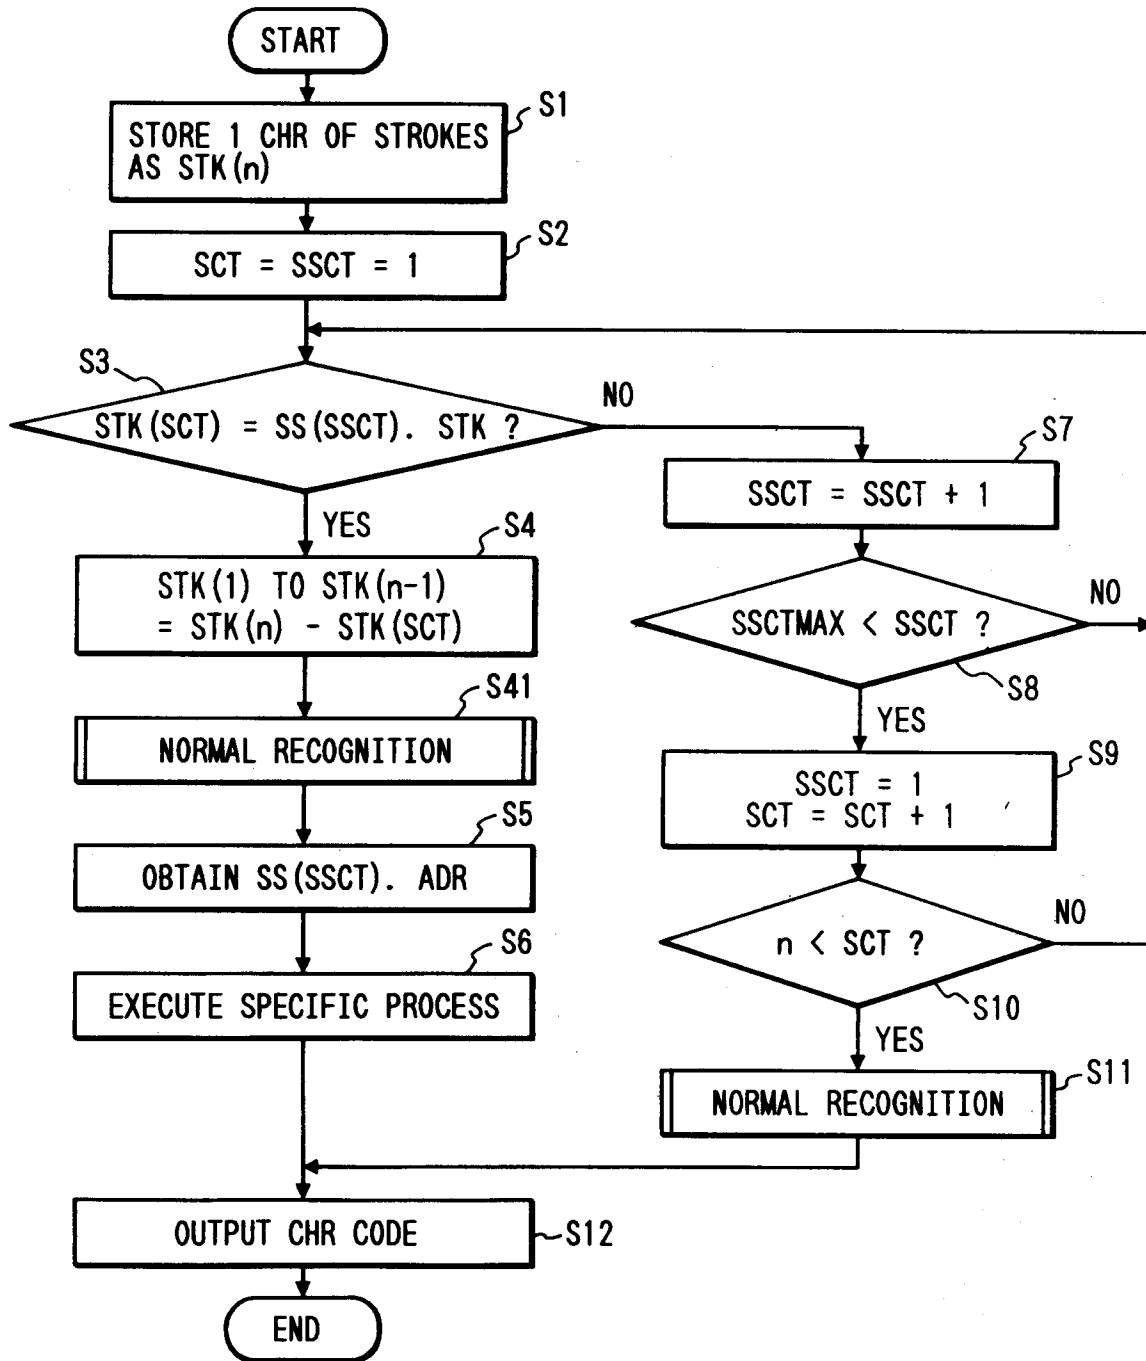 START
S1
STORE 1 CHR OF STROKES
AS STK(n)
S2
SCT = SSCT = 1
S3
STK(SCT) = SS(SSCT). STK ?
NO
YES
S4
STK(1) TO STK(n-1)
= STK(n) - STK(SCT)
S41
NORMAL RECOGNITION
S5
OBTAIN SS(SSCT). ADR
S6
EXECUTE SPECIFIC PROCESS
S7
SSCT = SSCT + 1
SSCTMAX < SSCT ?
NO
S8
YES
S9
SSCT = 1
SCT = SCT + 1
n < SCT ?
NO
S10
YES
S11
NORMAL RECOGNITION
OUTPUT CHR CODE
S12
END